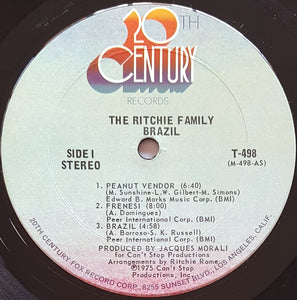 20TH
CENTURY
RECORDS
THE RITCHIE FAMILY
BRAZIL
SIDE I
STEREO
T-498
(M-498-AS)
1. PEANUT VENDOR (6:40)
(M. Sunshine-L.W. Gilbert-M. Simons)
Edward B. Marks Music Corp. (BMI)
2. FRENESI (8:00)
(A. Dominguez)
Peer International Corp. (BMI)
3. BRAZIL (4:58)
(A. Barroso-S. K. Russell)
Peer International Corp. (BMI)
PRODUCED BY JACQUES MORALI
for Can't Stop Productions, Inc.
Arrangements by Ritchie Rome
℗1975 Can't Stop
Productions, Inc.
20TH CENTURY FOX RECORD CORP., 8255 SUNSET BLVD., LOS ANGELES, CALIF.